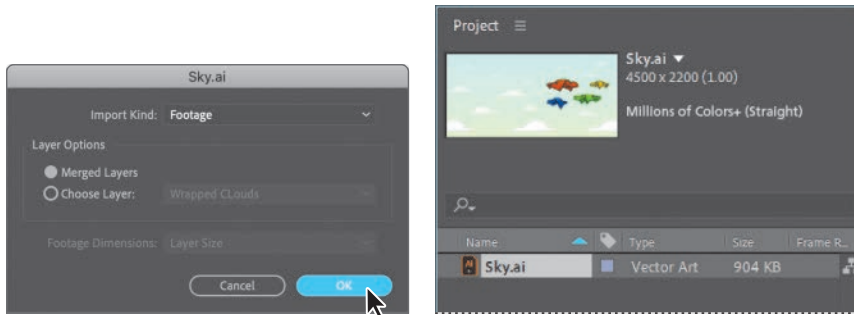 Sky.ai
Import Kind: Footage
Layer Options
Merged Layers
Choose Layer: Wrapped CLouds
Footage Dimensions: Layer Size
Cancel OK
Project
Sky.ai
4500 x 2200 (1.00)
Millions of Colors+ (Straight)
Name Type Size Frame R...
Ai Sky.ai Vector Art 904 KB